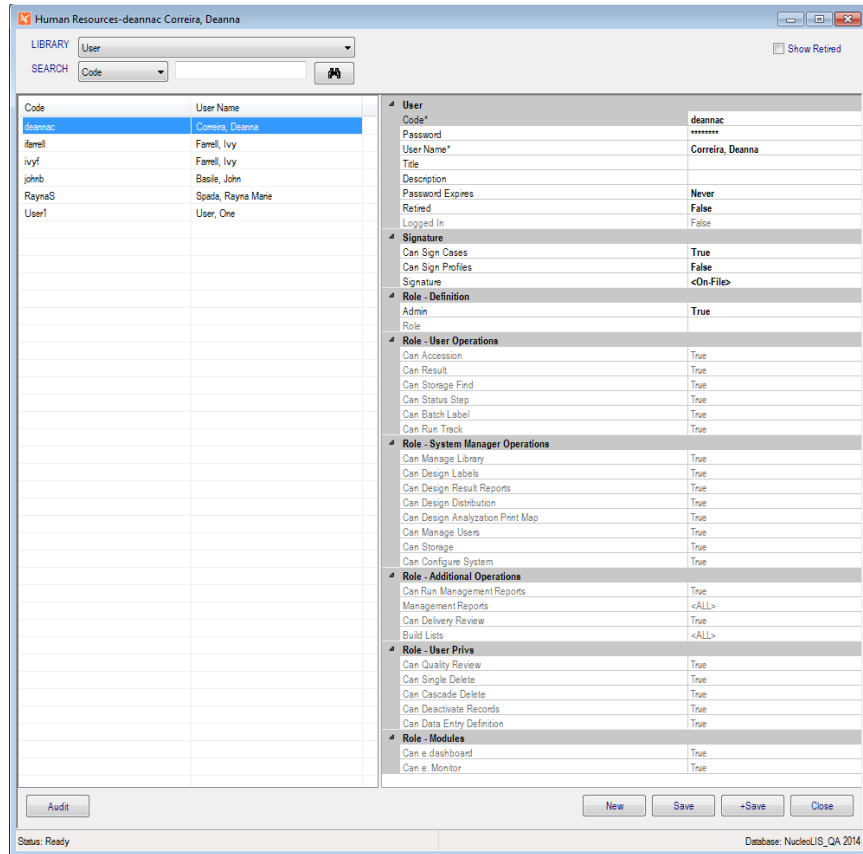 Human Resources-deannac Correira, Deanna
LIBRARY User
Show Retired
SEARCH Code
Code User Name
deannac Correira, Deanna
ifarrell Farrell, Ivy
ivyf Farrell, Ivy
johnb Basile, John
RaynaS Spada, Rayna Marie
User1 User, One
User
Code* deannac
Password ********
User Name* Correira, Deanna
Title
Description
Password Expires Never
Retired False
Logged In False
Signature
Can Sign Cases True
Can Sign Profiles False
Signature <On-File>
Role - Definition
Admin True
Role
Role - User Operations
Can Accession True
Can Result True
Can Storage Find True
Can Status Step True
Can Batch Label True
Can Run Track True
Role - System Manager Operations
Can Manage Library True
Can Design Labels True
Can Design Result Reports True
Can Design Distribution True
Can Design Analyzation Print Map True
Can Manage Users True
Can Storage True
Can Configure System True
Role - Additional Operations
Can Run Management Reports True
Management Reports <ALL>
Can Delivery Review True
Build Lists <ALL>
Role - User Privs
Can Quality Review True
Can Single Delete True
Can Cascade Delete True
Can Deactivate Records True
Can Data Entry Definition True
Role - Modules
Can e.dashboard True
Can e. Monitor True
Audit New Save +Save Close
Status: Ready Database: NucleoLIS_QA 2014